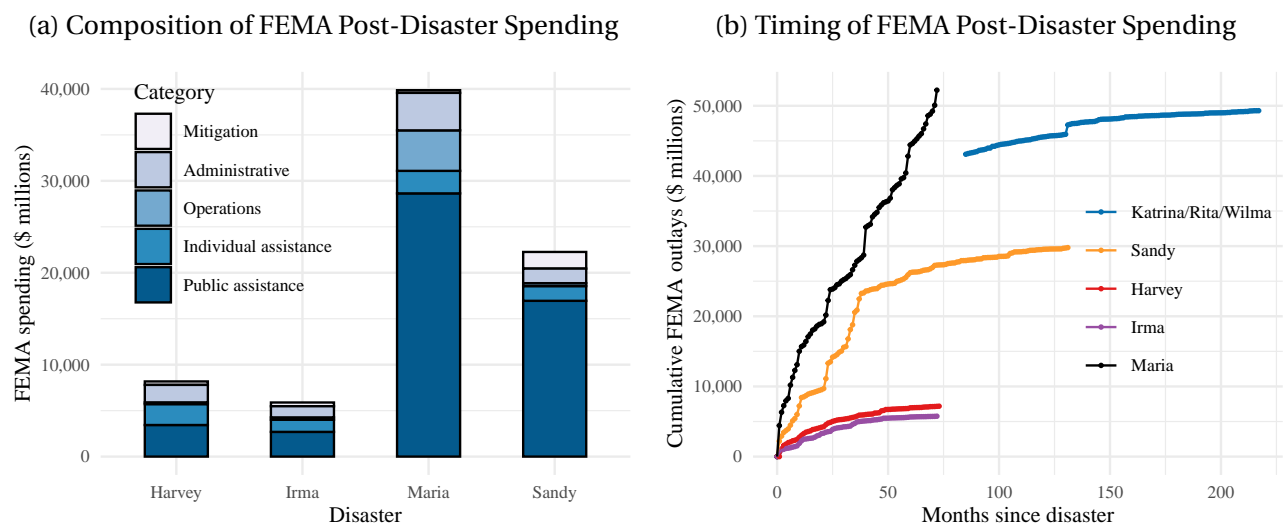 (a) Composition of FEMA Post-Disaster Spending
FEMA spending ($ millions)
40,000
30,000
20,000
10,000
0
Category
Mitigation
Administrative
Operations
Individual assistance
Public assistance
Harvey
Irma
Maria
Sandy
Disaster
(b) Timing of FEMA Post-Disaster Spending
Cumulative FEMA outlays ($ millions)
50,000
40,000
30,000
20,000
10,000
0
Katrina/Rita/Wilma
Sandy
Harvey
Irma
Maria
0
50
100
150
200
Months since disaster